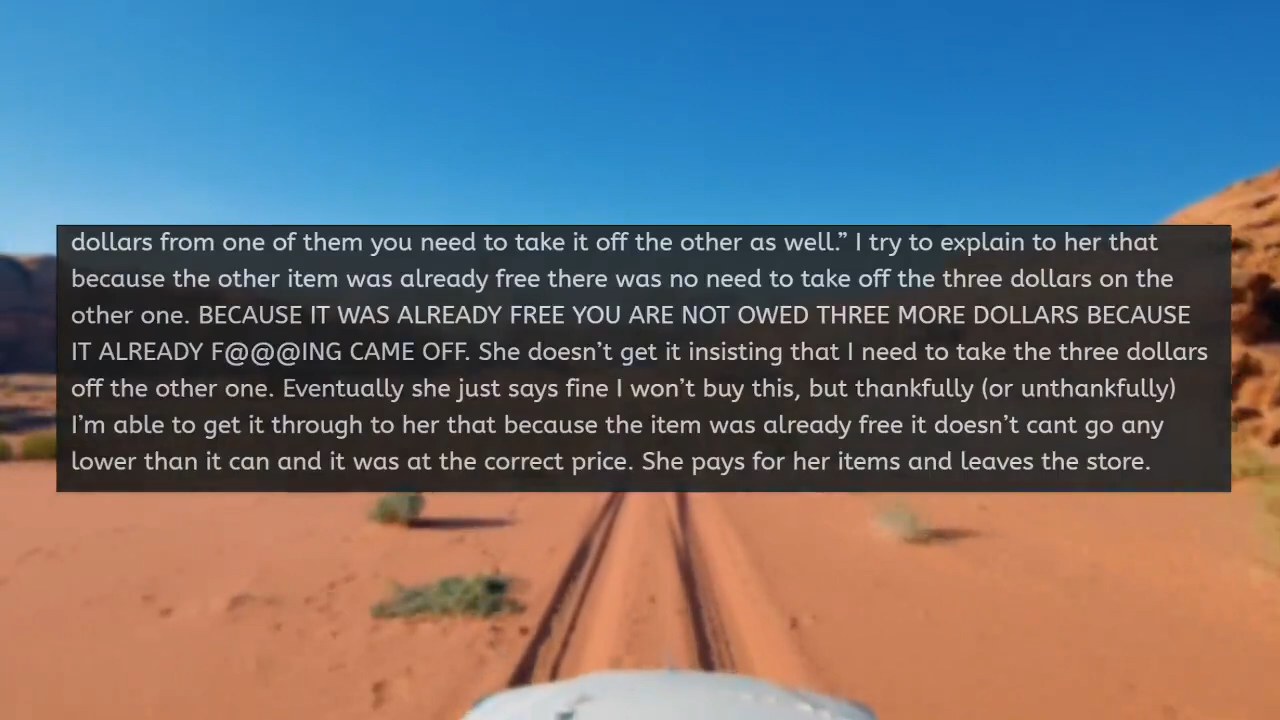 dollars from one of them you need to take it off the other as well.” I try to explain to her that
because the other item was already free there was no need to take off the three dollars on the
other one. BECAUSE IT WAS ALREADY FREE YOU ARE NOT OWED THREE MORE DOLLARS BECAUSE
IT ALREADY F@@@ING CAME OFF. She doesn’t get it insisting that I need to take the three dollars
off the other one. Eventually she just says fine I won’t buy this, but thankfully (or unthankfully)
I’m able to get it through to her that because the item was already free it doesn’t cant go any
lower than it can and it was at the correct price. She pays for her items and leaves the store.